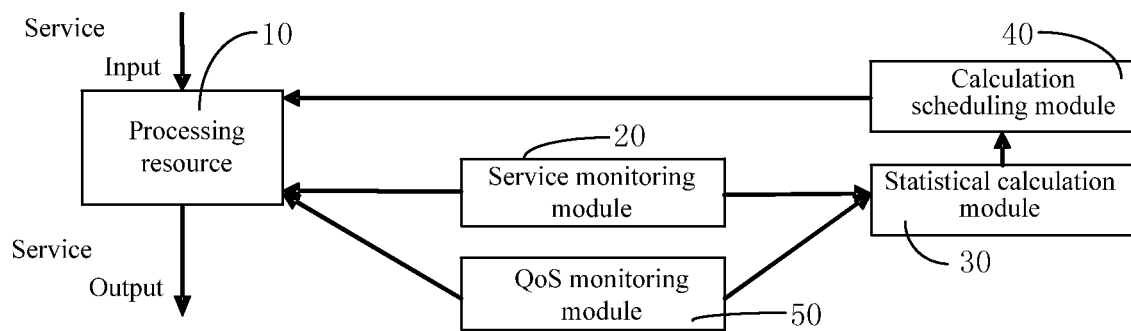 Service
Input
10
Processing
resource
Service
Output
20
Service monitoring
module
QoS monitoring
module
50
40
Calculation
scheduling module
Statistical calculation
module
30